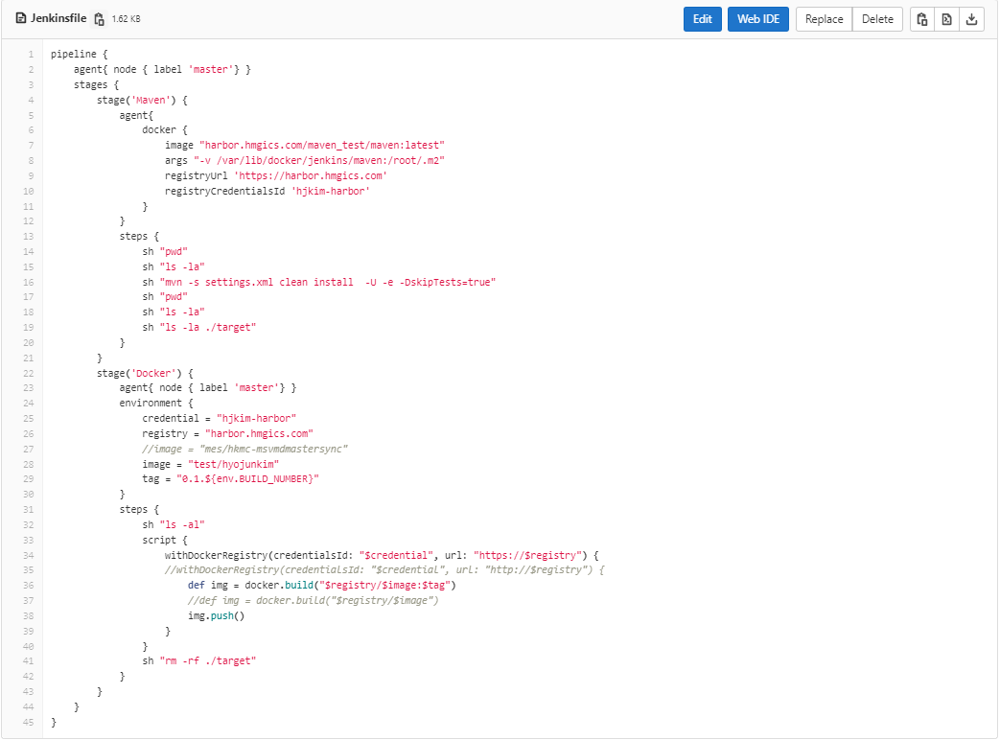 Jenkinsfile 1.62 KB Edit Web IDE Replace Delete
1 pipeline {
2     agent{ node { label 'master'} }
3     stages {
4         stage('Maven') {
5             agent{
6                 docker {
7                     image "harbor.hmgics.com/maven_test/maven:latest"
8                     args "-v /var/lib/docker/jenkins/maven:/root/.m2"
9                     registryUrl 'https://harbor.hmgics.com'
10                     registryCredentialsId 'hjkim-harbor'
11                 }
12             }
13             steps {
14                 sh "pwd"
15                 sh "ls -la"
16                 sh "mvn -s settings.xml clean install  -U -e -DskipTests=true"
17                 sh "pwd"
18                 sh "ls -la"
19                 sh "ls -la ./target"
20             }
21         }
22         stage('Docker') {
23             agent{ node { label 'master'} }
24             environment {
25                 credential = "hjkim-harbor"
26                 registry = "harbor.hmgics.com"
27                 //image = "mes/hkmc-msvmdmastersync"
28                 image = "test/hyojunkim"
29                 tag = "0.1.${env.BUILD_NUMBER}"
30             }
31             steps {
32                 sh "ls -al"
33                 script {
34                     withDockerRegistry(credentialsId: "$credential", url: "https://$registry") {
35                     //withDockerRegistry(credentialsId: "$credential", url: "http://$registry") {
36                         def img = docker.build("$registry/$image:$tag")
37                         //def img = docker.build("$registry/$image")
38                         img.push()
39                     }
40                 }
41                 sh "rm -rf ./target"
42             }
43         }
44     }
45 }